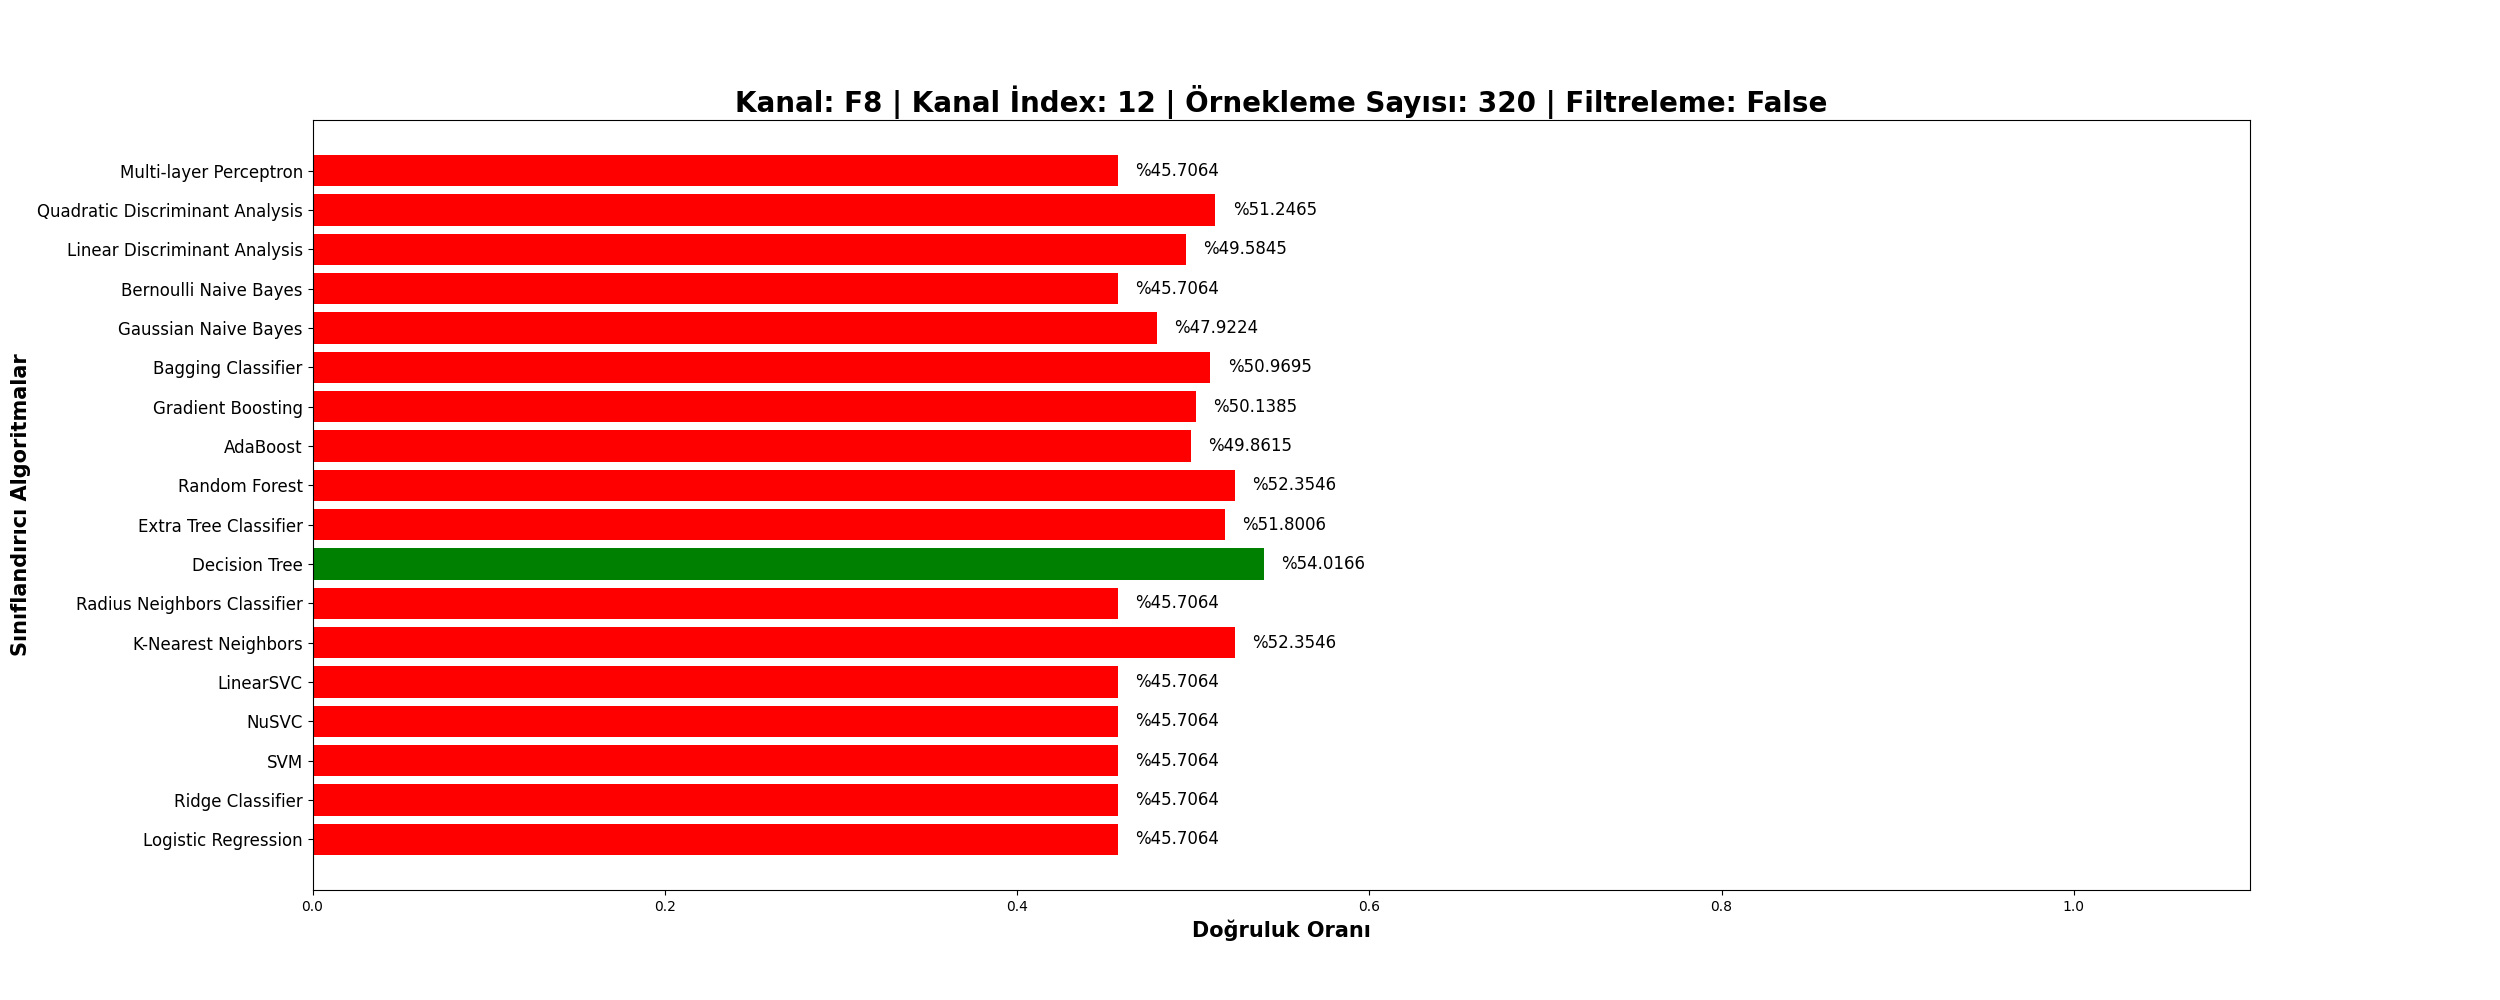 Kanal: F8 | Kanal İndex: 12 | Örnekleme Sayısı: 320 | Filtreleme: False
Sınıflandırıcı Algoritmalar
Multi-layer Perceptron %45.7064
Quadratic Discriminant Analysis %51.2465
Linear Discriminant Analysis %49.5845
Bernoulli Naive Bayes %45.7064
Gaussian Naive Bayes %47.9224
Bagging Classifier %50.9695
Gradient Boosting %50.1385
AdaBoost %49.8615
Random Forest %52.3546
Extra Tree Classifier %51.8006
Decision Tree %54.0166
Radius Neighbors Classifier %45.7064
K-Nearest Neighbors %52.3546
LinearSVC %45.7064
NuSVC %45.7064
SVM %45.7064
Ridge Classifier %45.7064
Logistic Regression %45.7064
0.0 0.2 0.4 0.6 0.8 1.0
Doğruluk Oranı